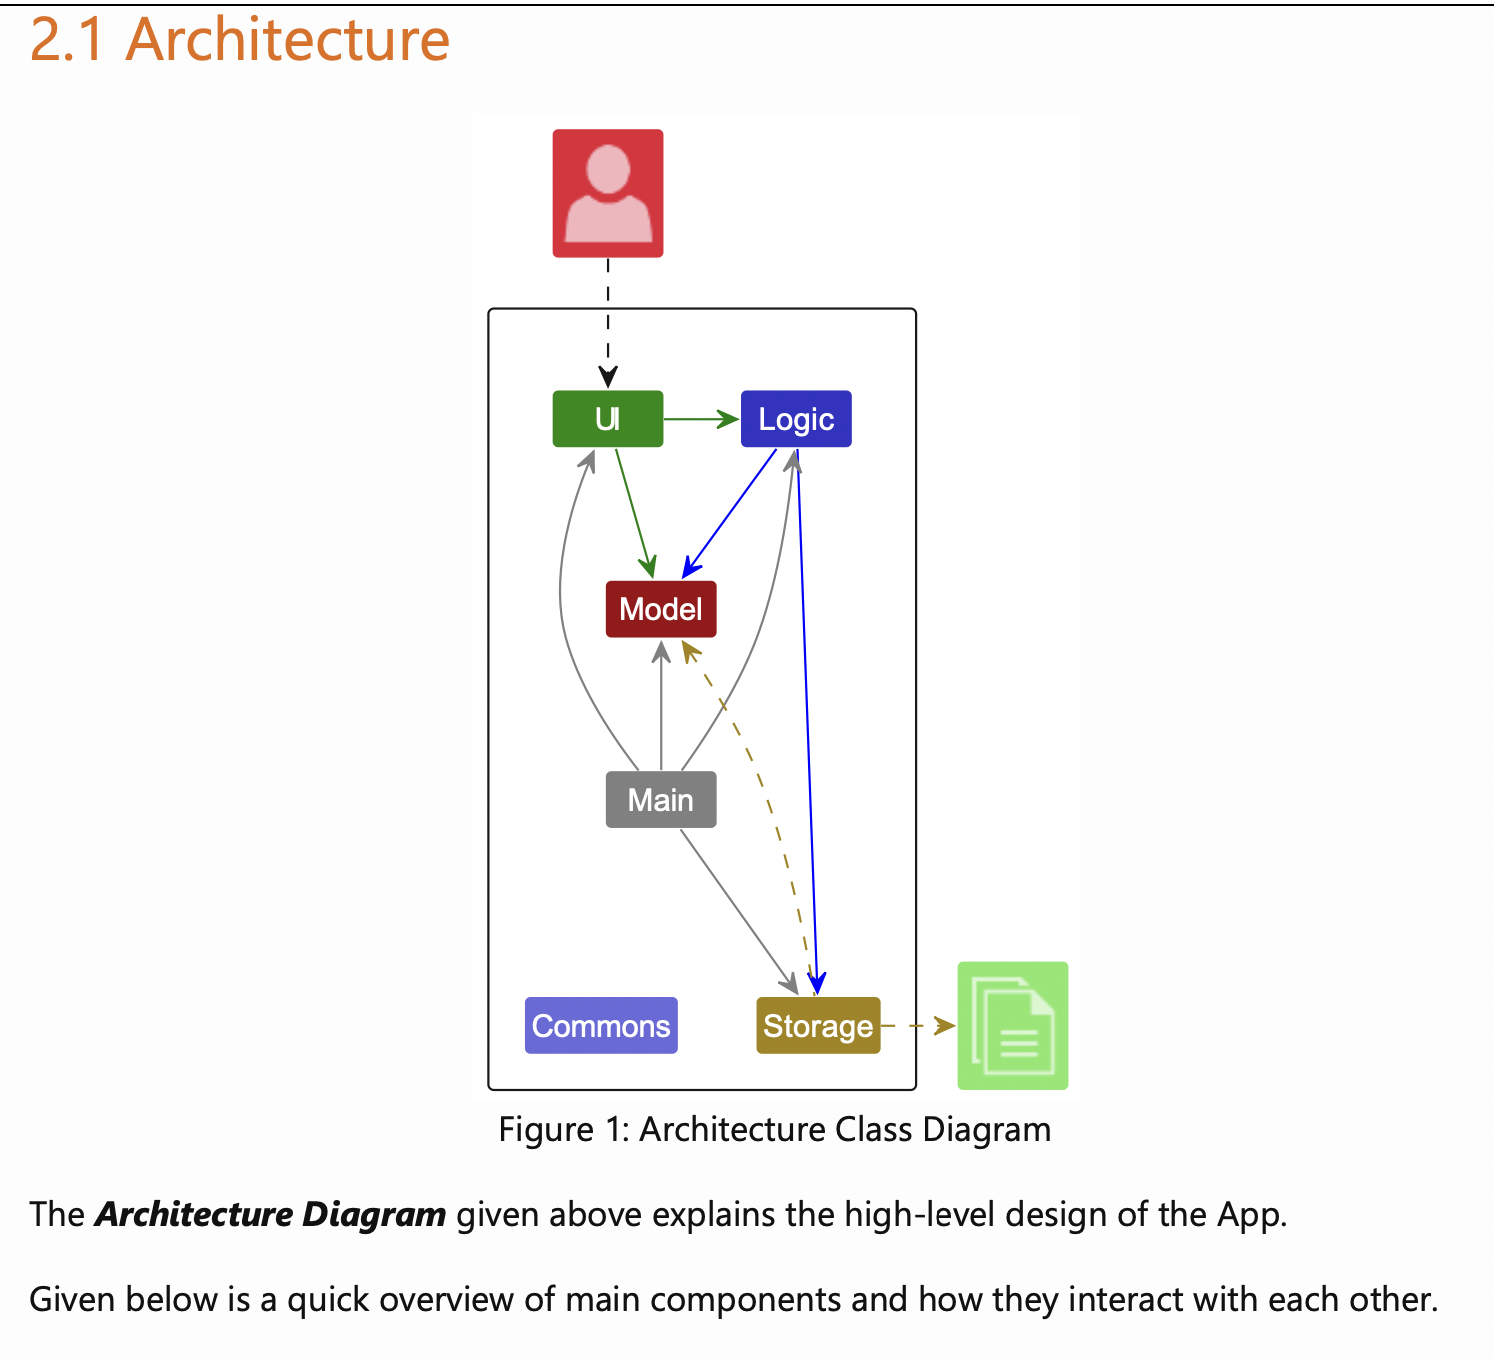 2.1 Architecture
UI
Logic
Model
Main
Commons
Storage
Figure 1: Architecture Class Diagram
The Architecture Diagram given above explains the high-level design of the App.
Given below is a quick overview of main components and how they interact with each other.